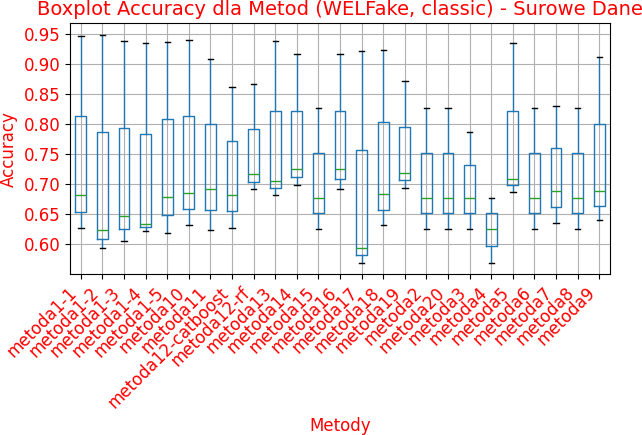 Boxplot Accuracy dla Metod (WELFake, classic) - Surowe Dane
0.95
0.90
0.85
0.80
0.75
0.70
0.65
0.60
Accuracy
metoda1-1
metoda1-2
metoda1-3
metoda1-4
metoda1-5
metoda10
metoda11
metoda12-catboost
metoda12-rf
metoda13
metoda14
metoda15
metoda16
metoda17
metoda18
metoda19
metoda2
metoda20
metoda3
metoda4
metoda5
metoda6
metoda7
metoda8
metoda9
Metody